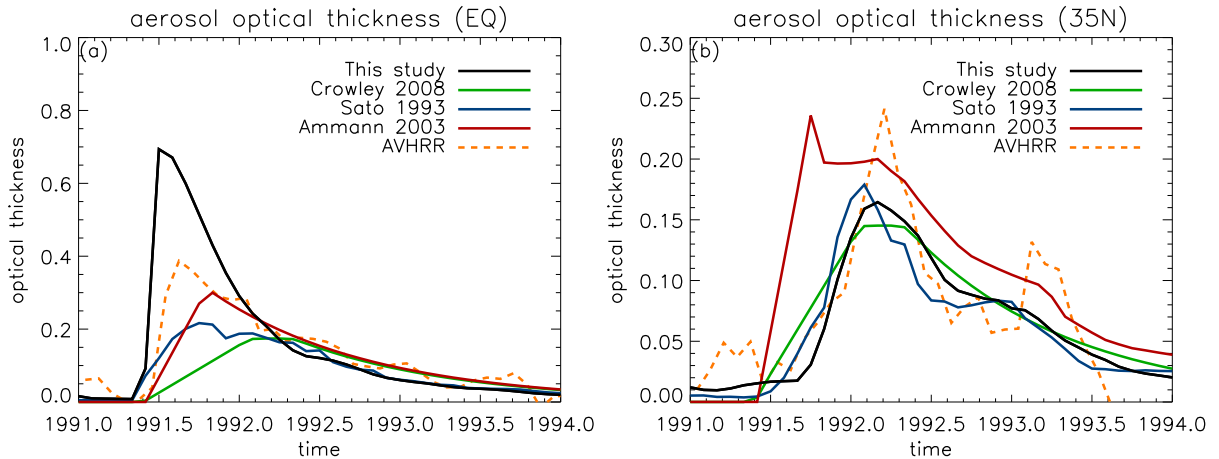 aerosol optical thickness (EQ)
(a)
optical thickness
1.0
0.8
0.6
0.4
0.2
0.0
This study
Crowley 2008
Sato 1993
Ammann 2003
AVHRR
1991.0 1991.5 1992.0 1992.5 1993.0 1993.5 1994.0
time
aerosol optical thickness (35N)
(b)
optical thickness
0.30
0.25
0.20
0.15
0.10
0.05
0.00
This study
Crowley 2008
Sato 1993
Ammann 2003
AVHRR
1991.0 1991.5 1992.0 1992.5 1993.0 1993.5 1994.0
time